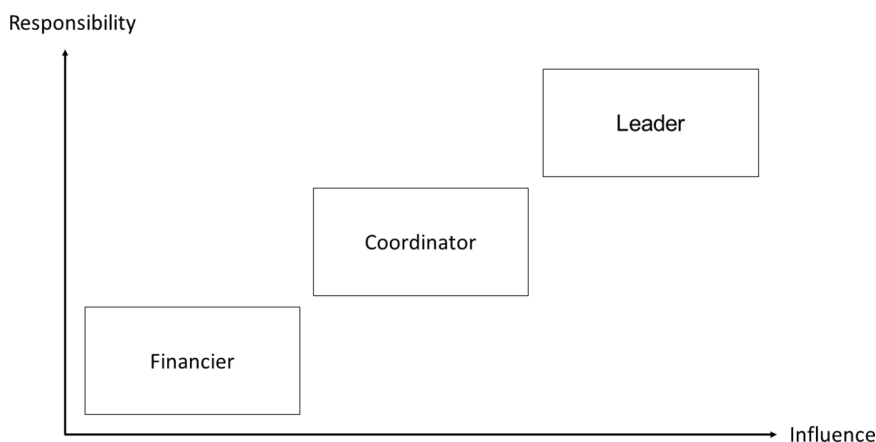 Responsibility
Leader
Coordinator
Financier
Influence